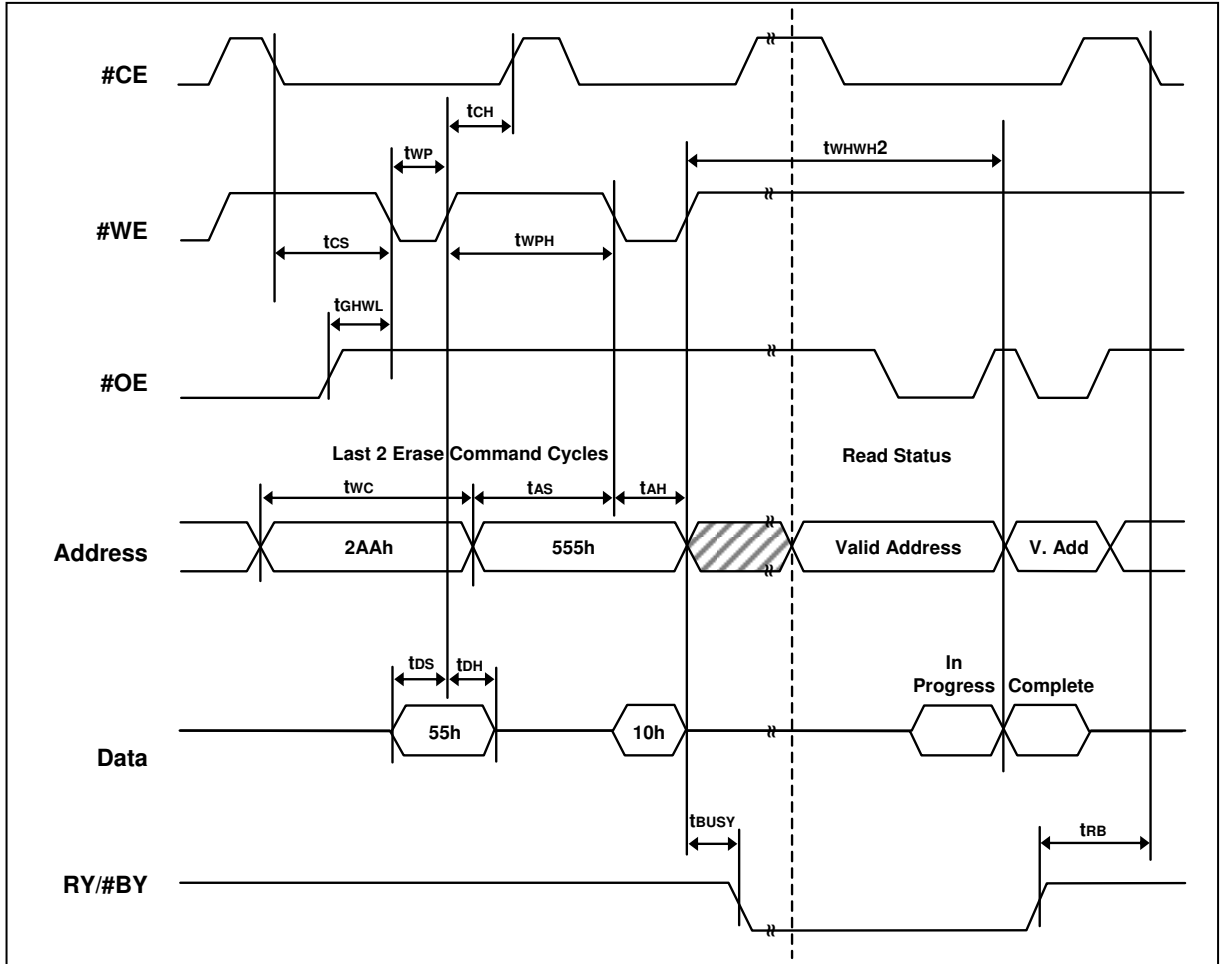 #CE
tCH
tWP
tWHWH2
#WE
tCS
tWPH
tGHWL
#OE
Last 2 Erase Command Cycles
Read Status
tWC
tAS
tAH
Address
2AAh
555h
Valid Address
V. Add
tDS
tDH
In
Progress
Complete
Data
55h
10h
tBUSY
tRB
RY/#BY